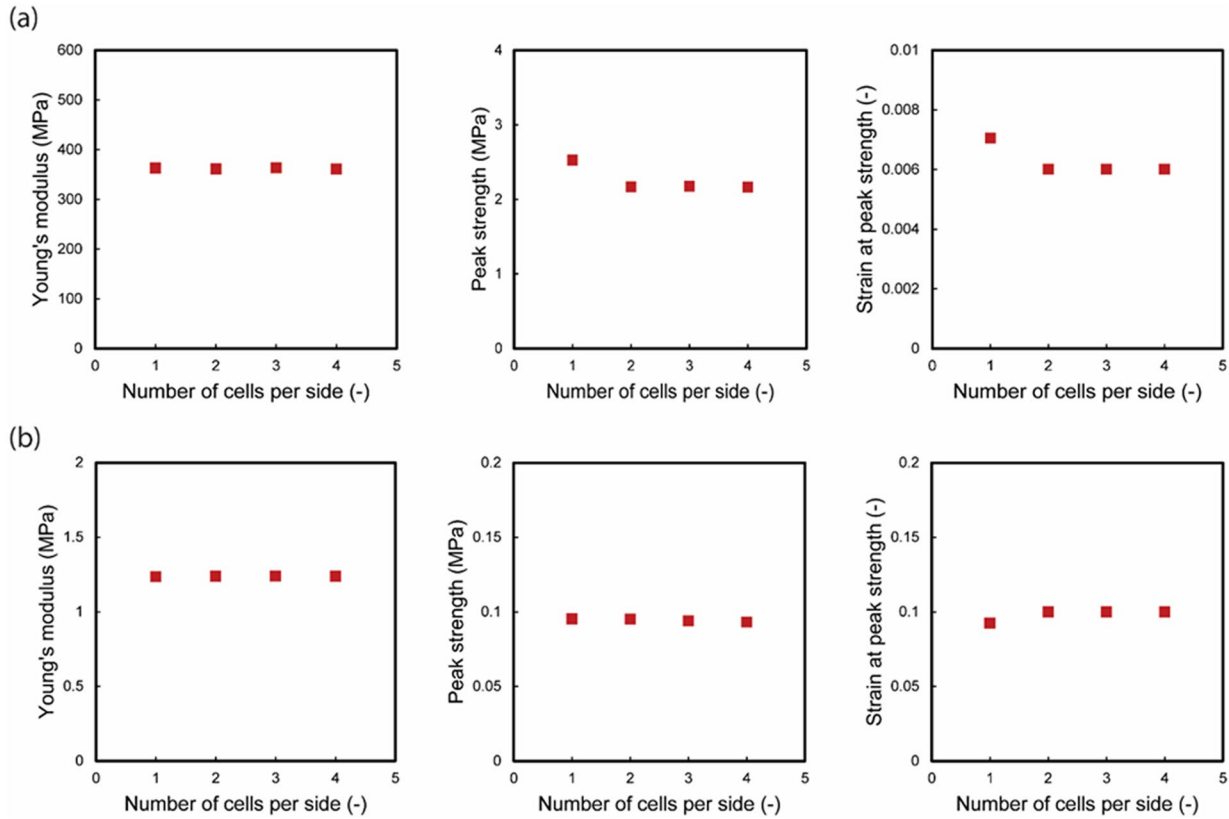 (a)
600
500
400
300
200
100
0
0 1 2 3 4 5
Young's modulus (MPa)
Number of cells per side (-)
4
3
2
1
0
0 1 2 3 4 5
Peak strength (MPa)
Number of cells per side (-)
0.01
0.008
0.006
0.004
0.002
0
0 1 2 3 4 5
Strain at peak strength (-)
Number of cells per side (-)
(b)
2
1.5
1
0.5
0
0 1 2 3 4 5
Young's modulus (MPa)
Number of cells per side (-)
0.2
0.15
0.1
0.05
0
0 1 2 3 4 5
Peak strength (MPa)
Number of cells per side (-)
0.2
0.15
0.1
0.05
0
0 1 2 3 4 5
Strain at peak strength (-)
Number of cells per side (-)